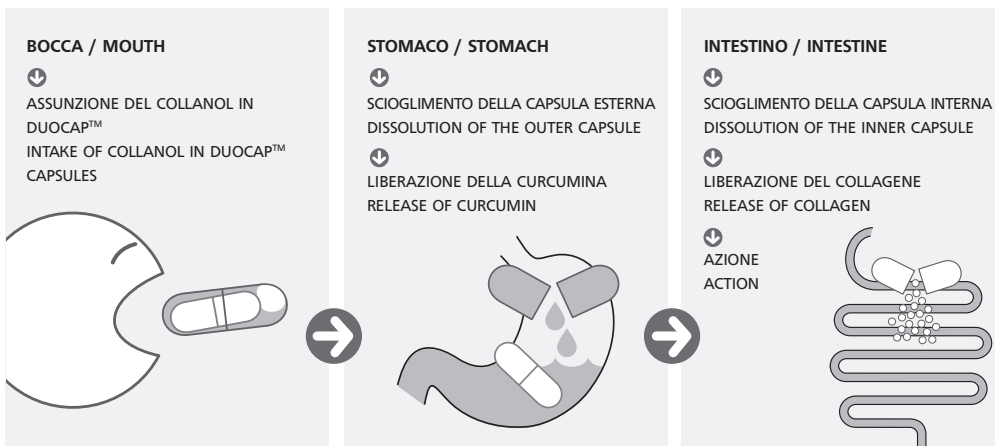 BOCCA / MOUTH
ASSUNZIONE DEL COLLANOL IN
DUOCAP™
INTAKE OF COLLANOL IN DUOCAP™
CAPSULES
STOMACO / STOMACH
SCIOGLIMENTO DELLA CAPSULA ESTERNA
DISSOLUTION OF THE OUTER CAPSULE
LIBERAZIONE DELLA CURCUMINA
RELEASE OF CURCUMIN
INTESTINO / INTESTINE
SCIOGLIMENTO DELLA CAPSULA INTERNA
DISSOLUTION OF THE INNER CAPSULE
LIBERAZIONE DEL COLLAGENE
RELEASE OF COLLAGEN
AZIONE
ACTION